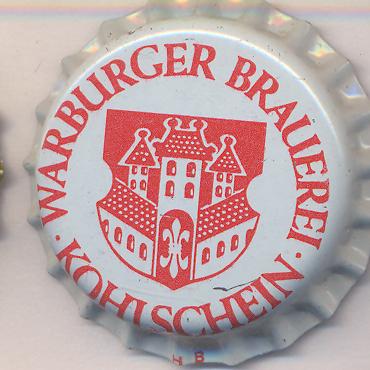 · WARBURGER BRAUEREI ·
KOHLSCHEIN
H B